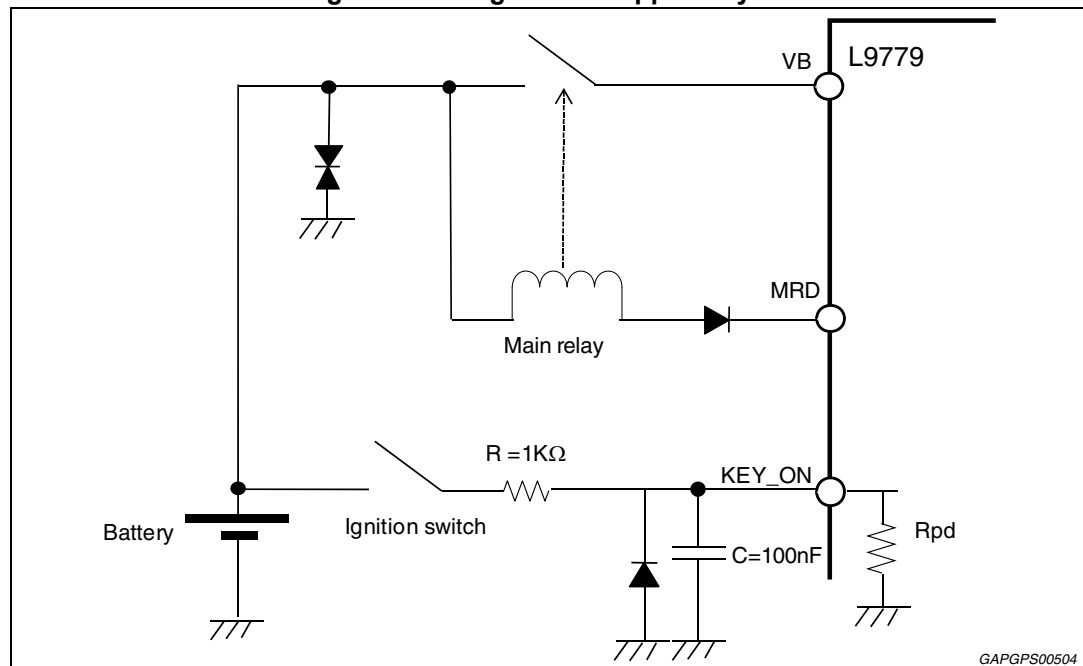 VB
L9779
MRD
Main relay
R =1KΩ
KEY_ON
Battery
Ignition switch
C=100nF
Rpd
GAPGPS00504